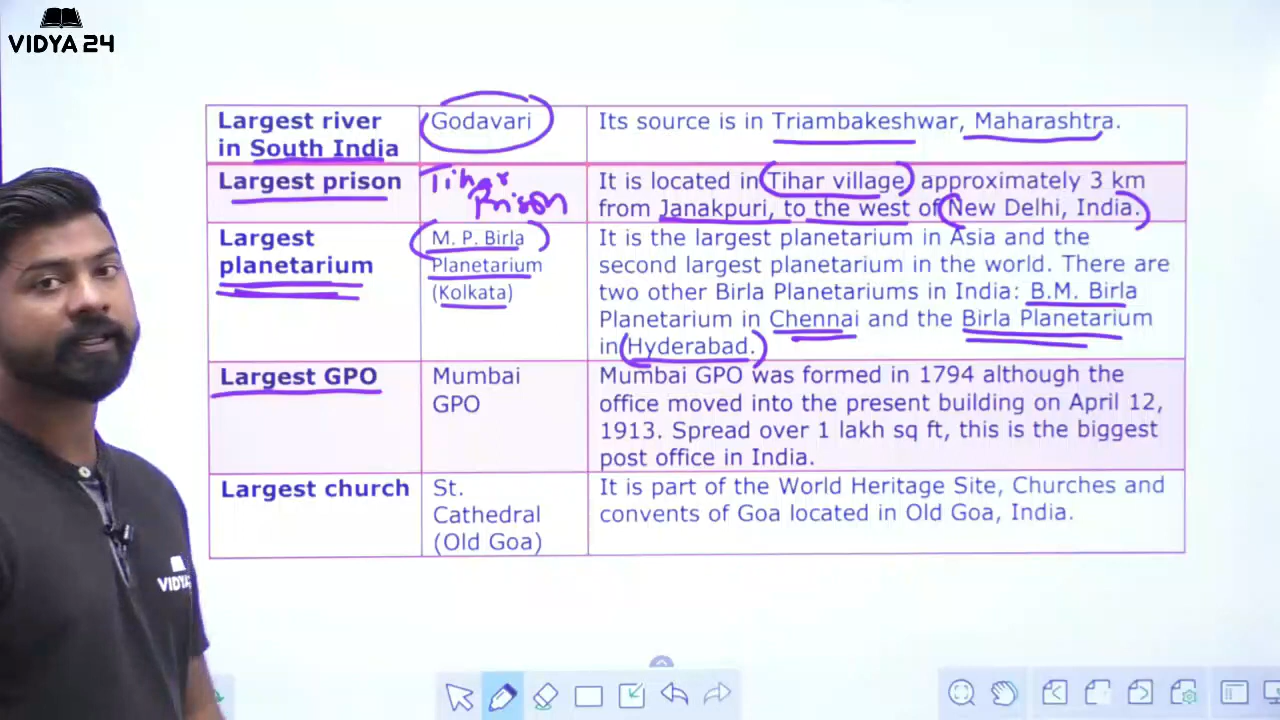 VIDYA 24
Largest river
in South India
Godavari
Its source is in Triambakeshwar, Maharashtra.
Largest prison
Tihar
Prison
It is located in Tihar village, approximately 3 km
from Janakpuri, to the west of New Delhi, India.
Largest
planetarium
M. P. Birla
Planetarium
(Kolkata)
It is the largest planetarium in Asia and the
second largest planetarium in the world. There are
two other Birla Planetariums in India: B.M. Birla
Planetarium in Chennai and the Birla Planetarium
in Hyderabad.
Largest GPO
Mumbai
GPO
Mumbai GPO was formed in 1794 although the
office moved into the present building on April 12,
1913. Spread over 1 lakh sq ft, this is the biggest
post office in India.
Largest church
St.
Cathedral
(Old Goa)
It is part of the World Heritage Site, Churches and
convents of Goa located in Old Goa, India.
VIDYA